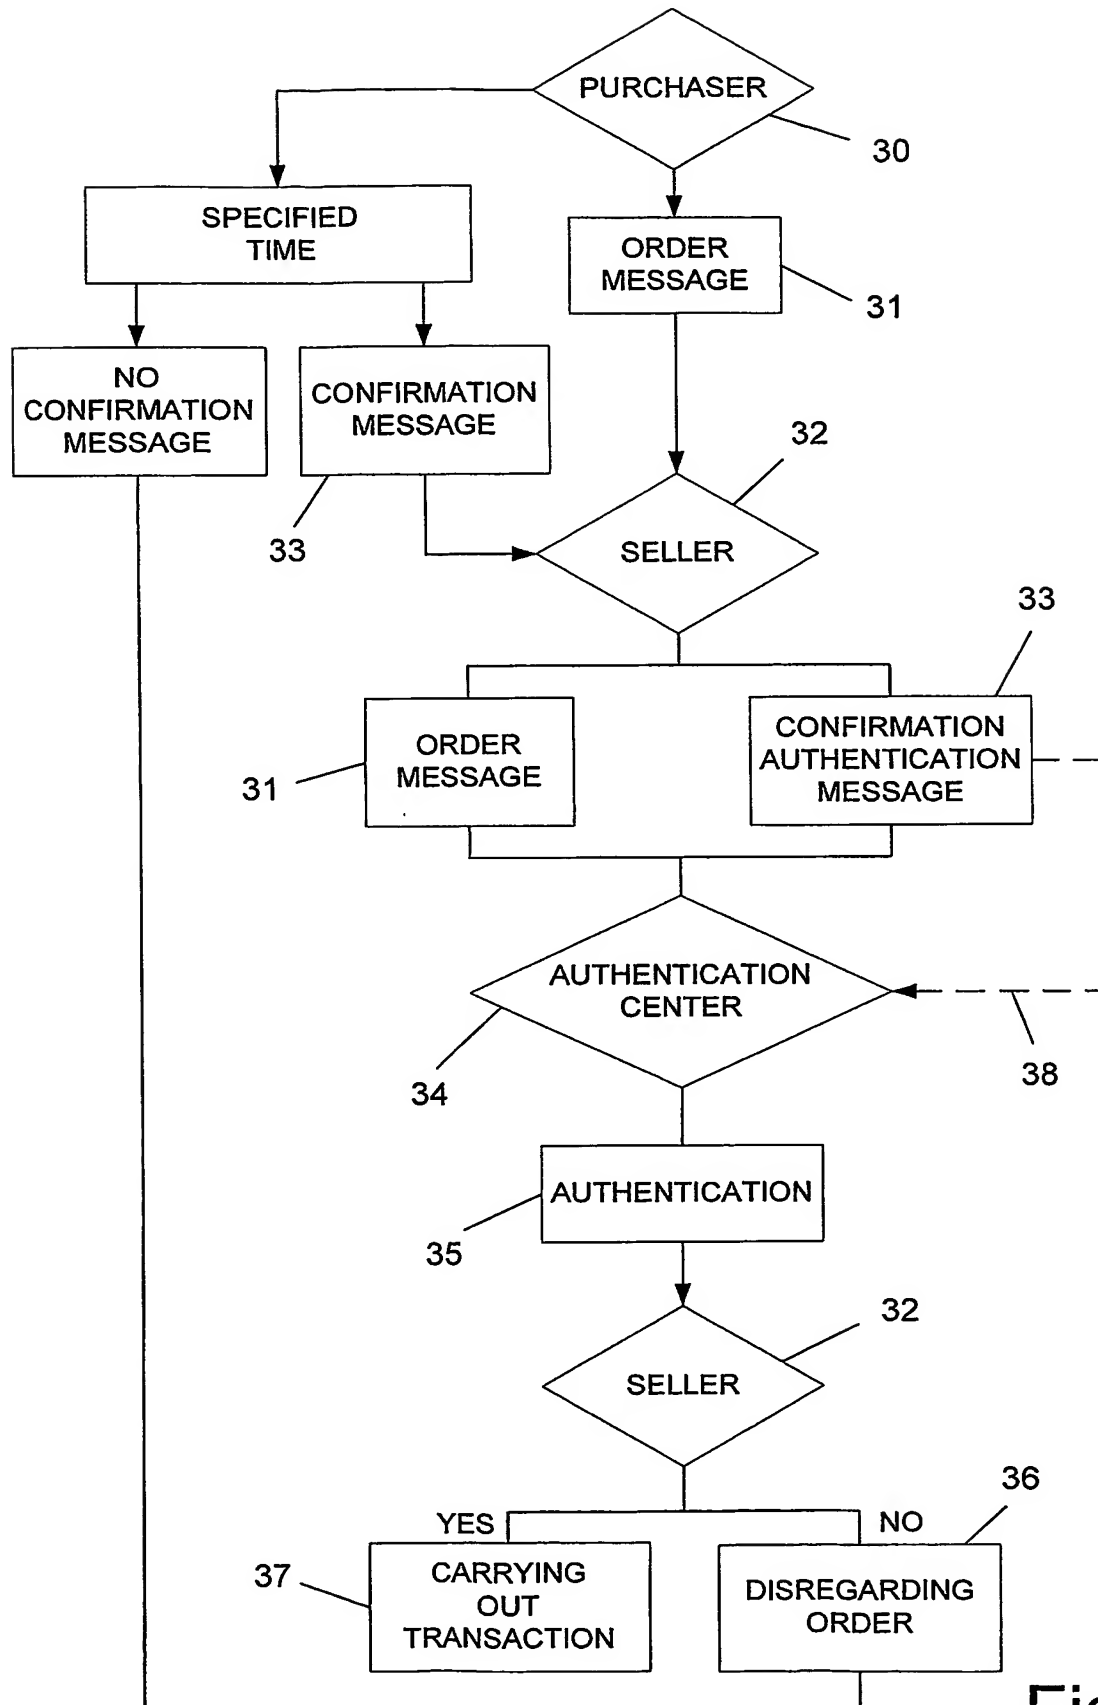 PURCHASER
30
SPECIFIED
TIME
ORDER
MESSAGE
31
NO
CONFIRMATION
MESSAGE
CONFIRMATION
MESSAGE
33
32
SELLER
33
ORDER
MESSAGE
31
CONFIRMATION
AUTHENTICATION
MESSAGE
AUTHENTICATION
CENTER
34
38
AUTHENTICATION
35
32
SELLER
36
YES
NO
37
CARRYING
OUT
TRANSACTION
DISREGARDING
ORDER